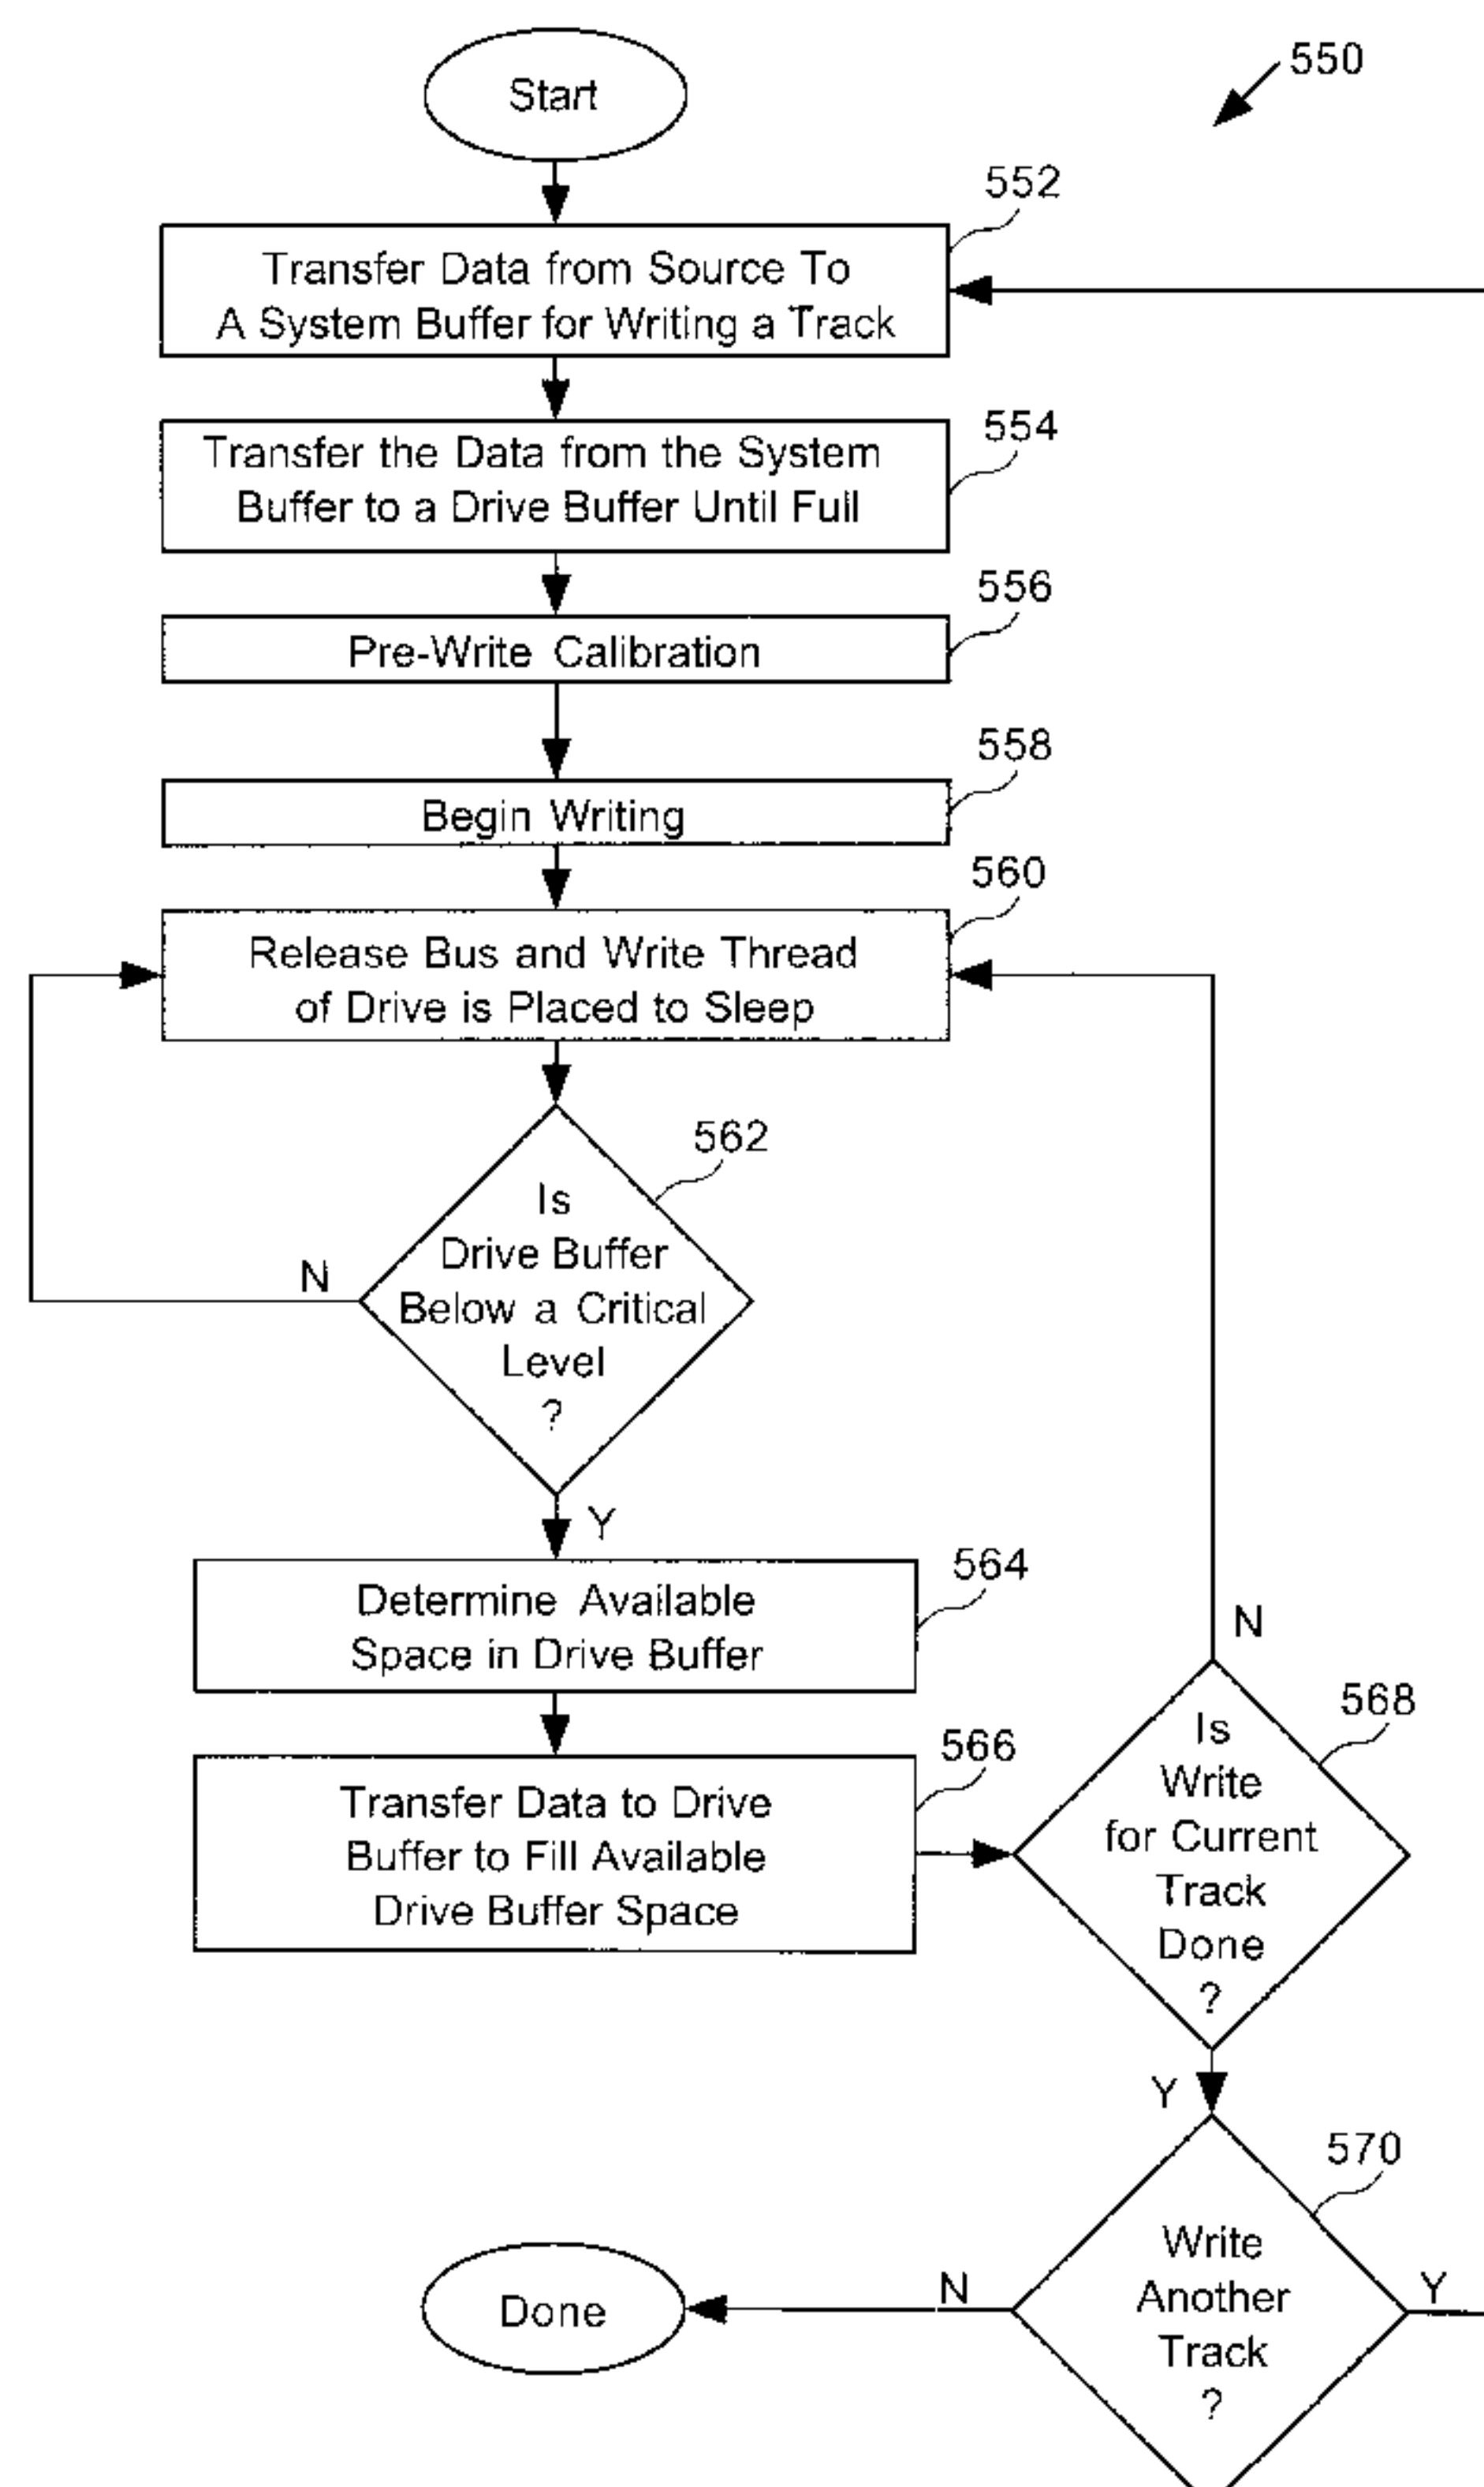 Start
550
552
Transfer Data from Source To
A System Buffer for Writing a Track
554
Transfer the Data from the System
Buffer to a Drive Buffer Until Full
556
Pre-Write Calibration
558
Begin Writing
560
Release Bus and Write Thread
of Drive is Placed to Sleep
562
Is
Drive Buffer
Below a Critical
Level
?
N
Y
564
Determine Available
Space in Drive Buffer
566
Transfer Data to Drive
Buffer to Fill Available
Drive Buffer Space
N
568
Is
Write
for Current
Track
Done
?
Y
570
Write
Another
Track
?
N
Y
Done